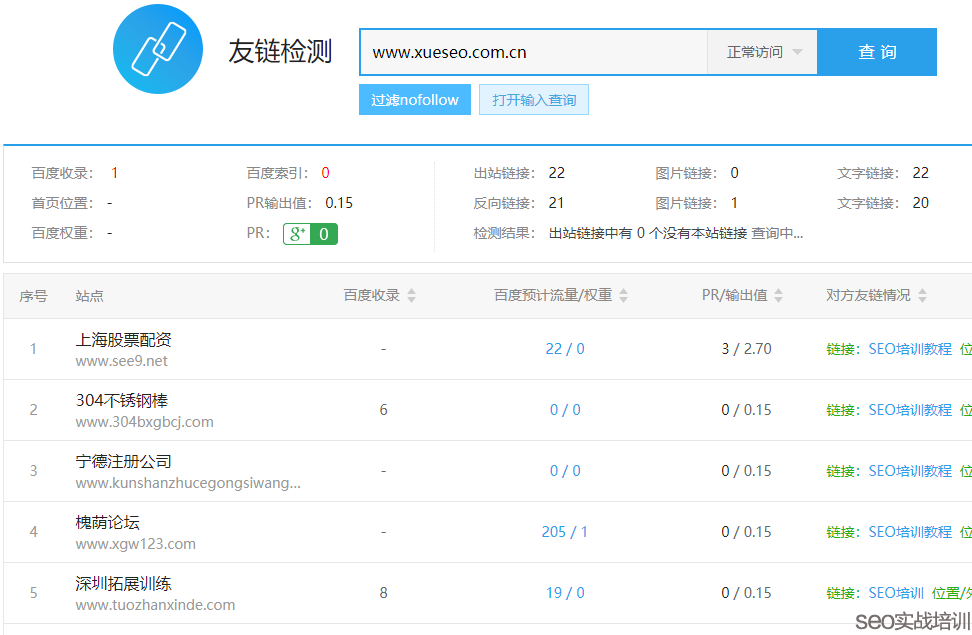 友链检测
www.xueseo.com.cn 正常访问 查 询
过滤nofollow 打开输入查询
百度收录: 1 百度索引: 0 出站链接: 22 图片链接: 0 文字链接: 22
首页位置: - PR输出值: 0.15 反向链接: 21 图片链接: 1 文字链接: 20
百度权重: - PR: g+ 0 检测结果: 出站链接中有 0 个没有本站链接 查询中...
序号 站点 百度收录 百度预计流量/权重 PR/输出值 对方友链情况
1 上海股票配资 - 22 / 0 3 / 2.70 链接: SEO培训教程 位
www.see9.net
2 304不锈钢棒 6 0 / 0 0 / 0.15 链接: SEO培训教程 位
www.304bxgbcj.com
3 宁德注册公司 - 0 / 0 0 / 0.15 链接: SEO培训教程 位
www.kunshanzhucegongsiwang...
4 槐荫论坛 - 205 / 1 0 / 0.15 链接: SEO培训教程 位
www.xgw123.com
5 深圳拓展训练 8 19 / 0 0 / 0.15 链接: SEO培训 位置/
www.tuozhanxinde.com
seo实战培训